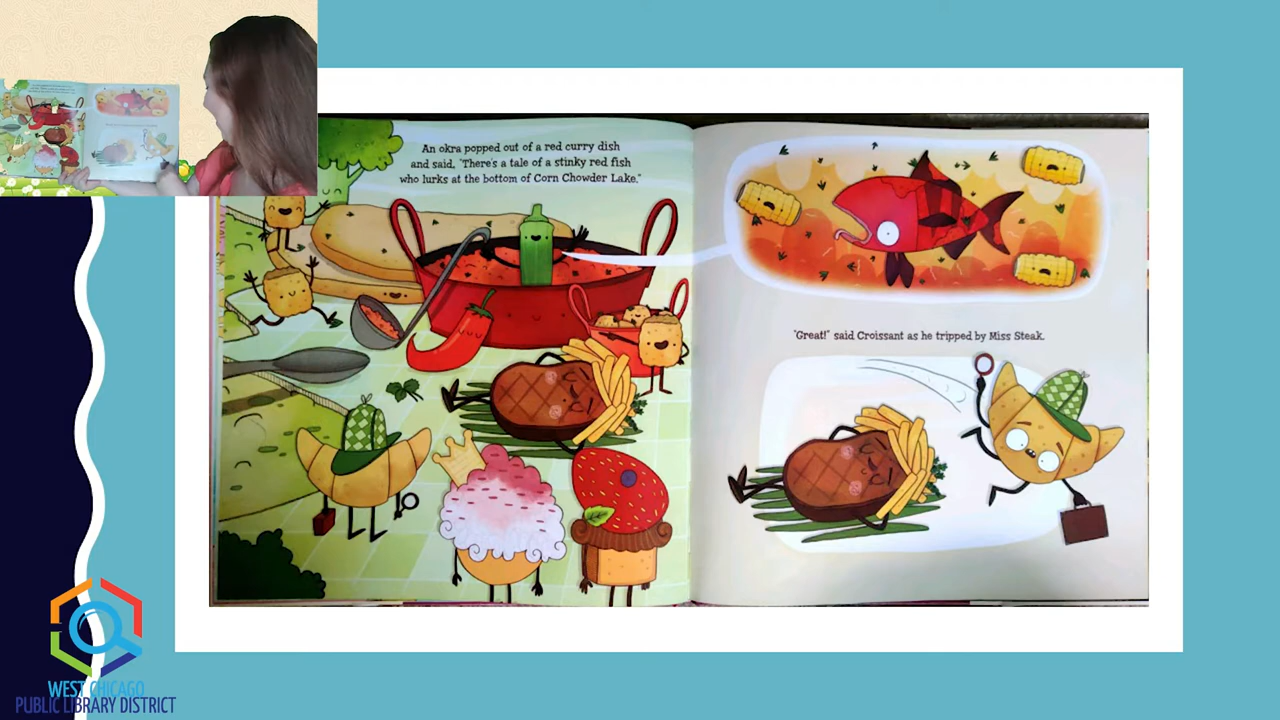 An okra popped out of a red curry dish
and said, "There's a tale of a stinky red fish
who lurks at the bottom of Corn Chowder Lake."
"Great!" said Croissant as he tripped by Miss Steak.
WEST CHICAGO
PUBLIC LIBRARY DISTRICT